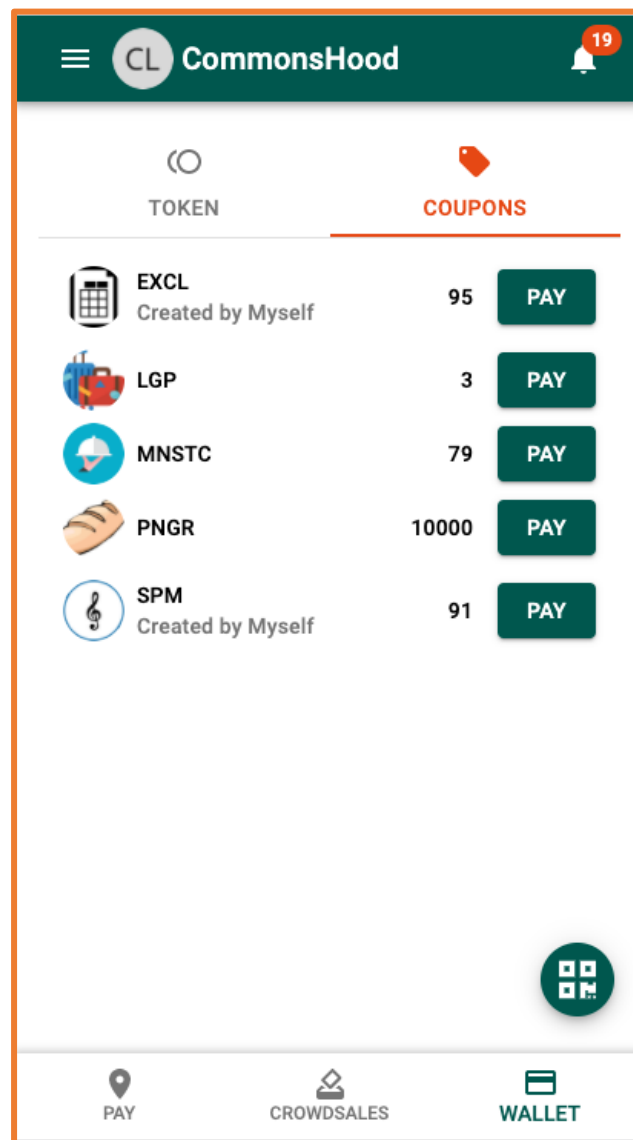 CL CommonsHood 19
TOKEN COUPONS
EXCL
Created by Myself 95 PAY
LGP 3 PAY
MNSTC 79 PAY
PNGR 10000 PAY
SPM
Created by Myself 91 PAY
PAY CROWDSALES WALLET